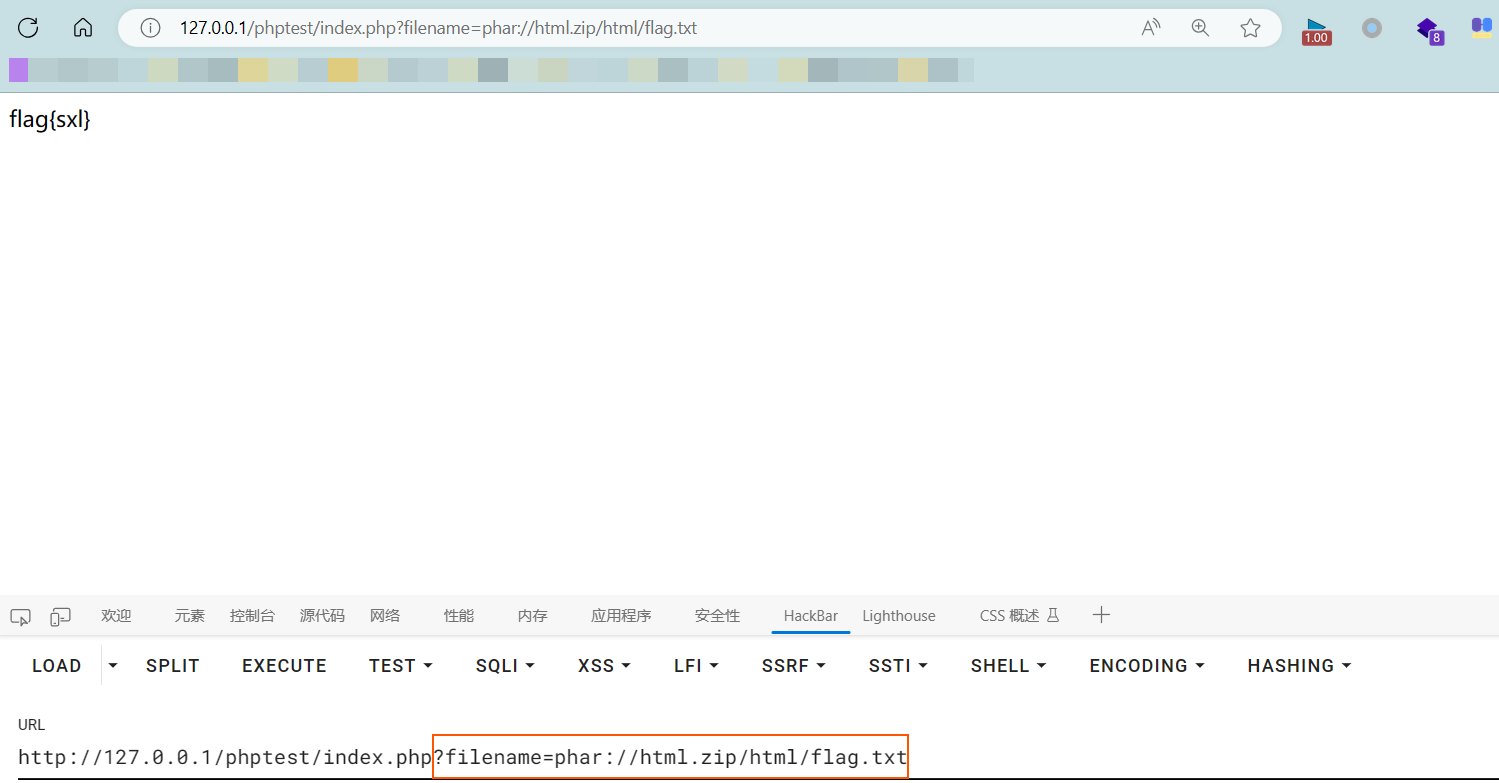 127.0.0.1/phptest/index.php?filename=phar://html.zip/html/flag.txt
1.00
8
flag{sxl}
欢迎 元素 控制台 源代码 网络 性能 内存 应用程序 安全性 HackBar Lighthouse CSS 概述
LOAD SPLIT EXECUTE TEST SQLI XSS LFI SSRF SSTI SHELL ENCODING HASHING
URL
http://127.0.0.1/phptest/index.php?filename=phar://html.zip/html/flag.txt